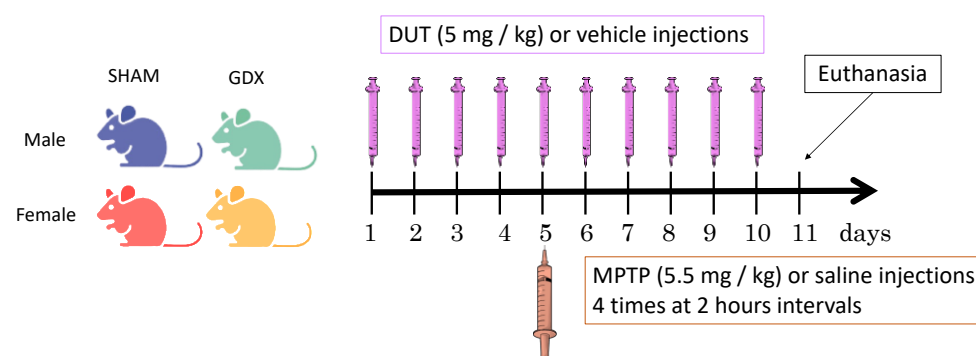 DUT (5 mg / kg) or vehicle injections
SHAM
GDX
Euthanasia
Male
Female
1 2 3 4 5 6 7 8 9 10 11 days
MPTP (5.5 mg / kg) or saline injections
4 times at 2 hours intervals